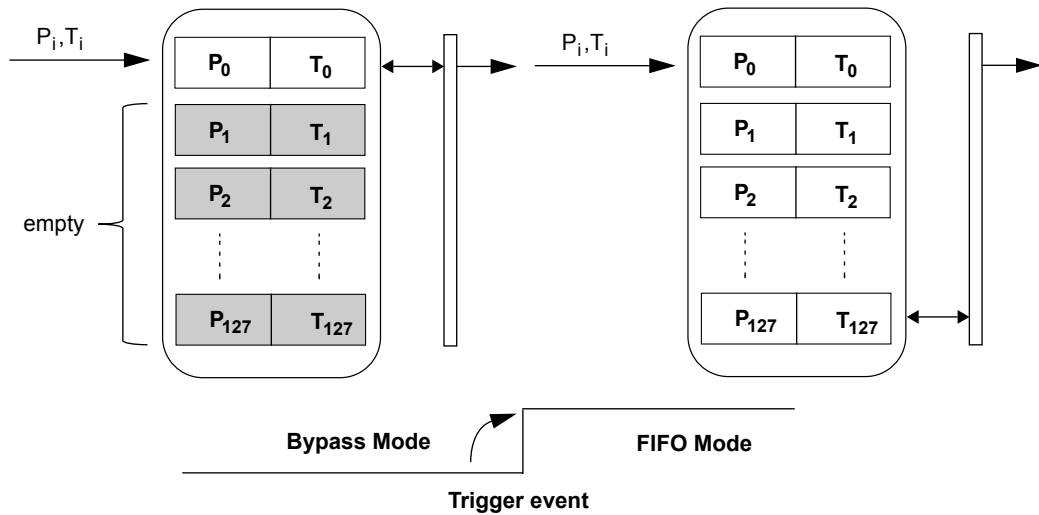 Pi,Ti
P0 T0
P1 T1
P2 T2
P127 T127
empty
Pi,Ti
P0 T0
P1 T1
P2 T2
P127 T127
Bypass Mode
FIFO Mode
Trigger event